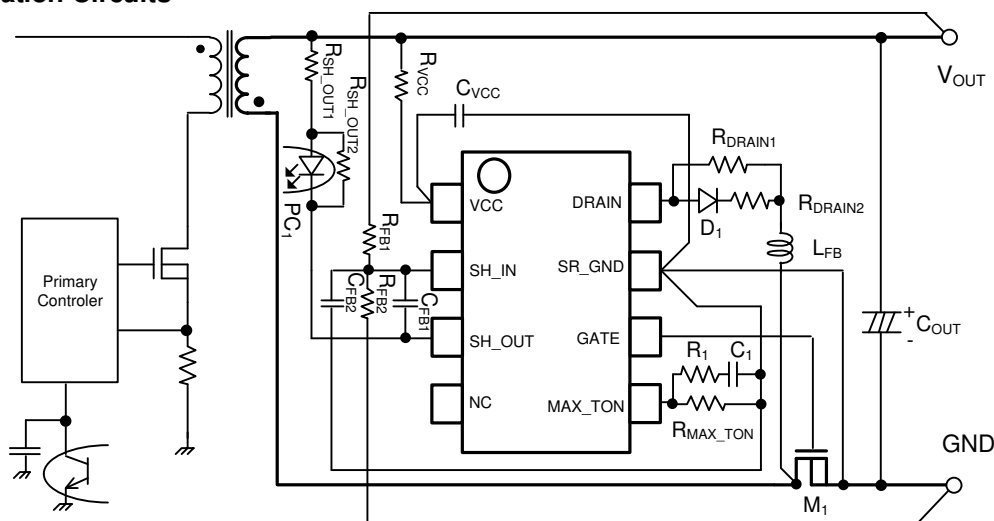 ation Circuits
RSH_OUT1
RSH_OUT2
RVCC
CVCC
VOUT
RDRAIN1
RDRAIN2
D1
LFB
PC1
RFB1
CFB2
RFB2
CFB1
VCC
SH_IN
SH_OUT
NC
DRAIN
SR_GND
GATE
MAX_TON
R1
C1
RMAX_TON
+
COUT
-
Primary
Controler
GND
M1